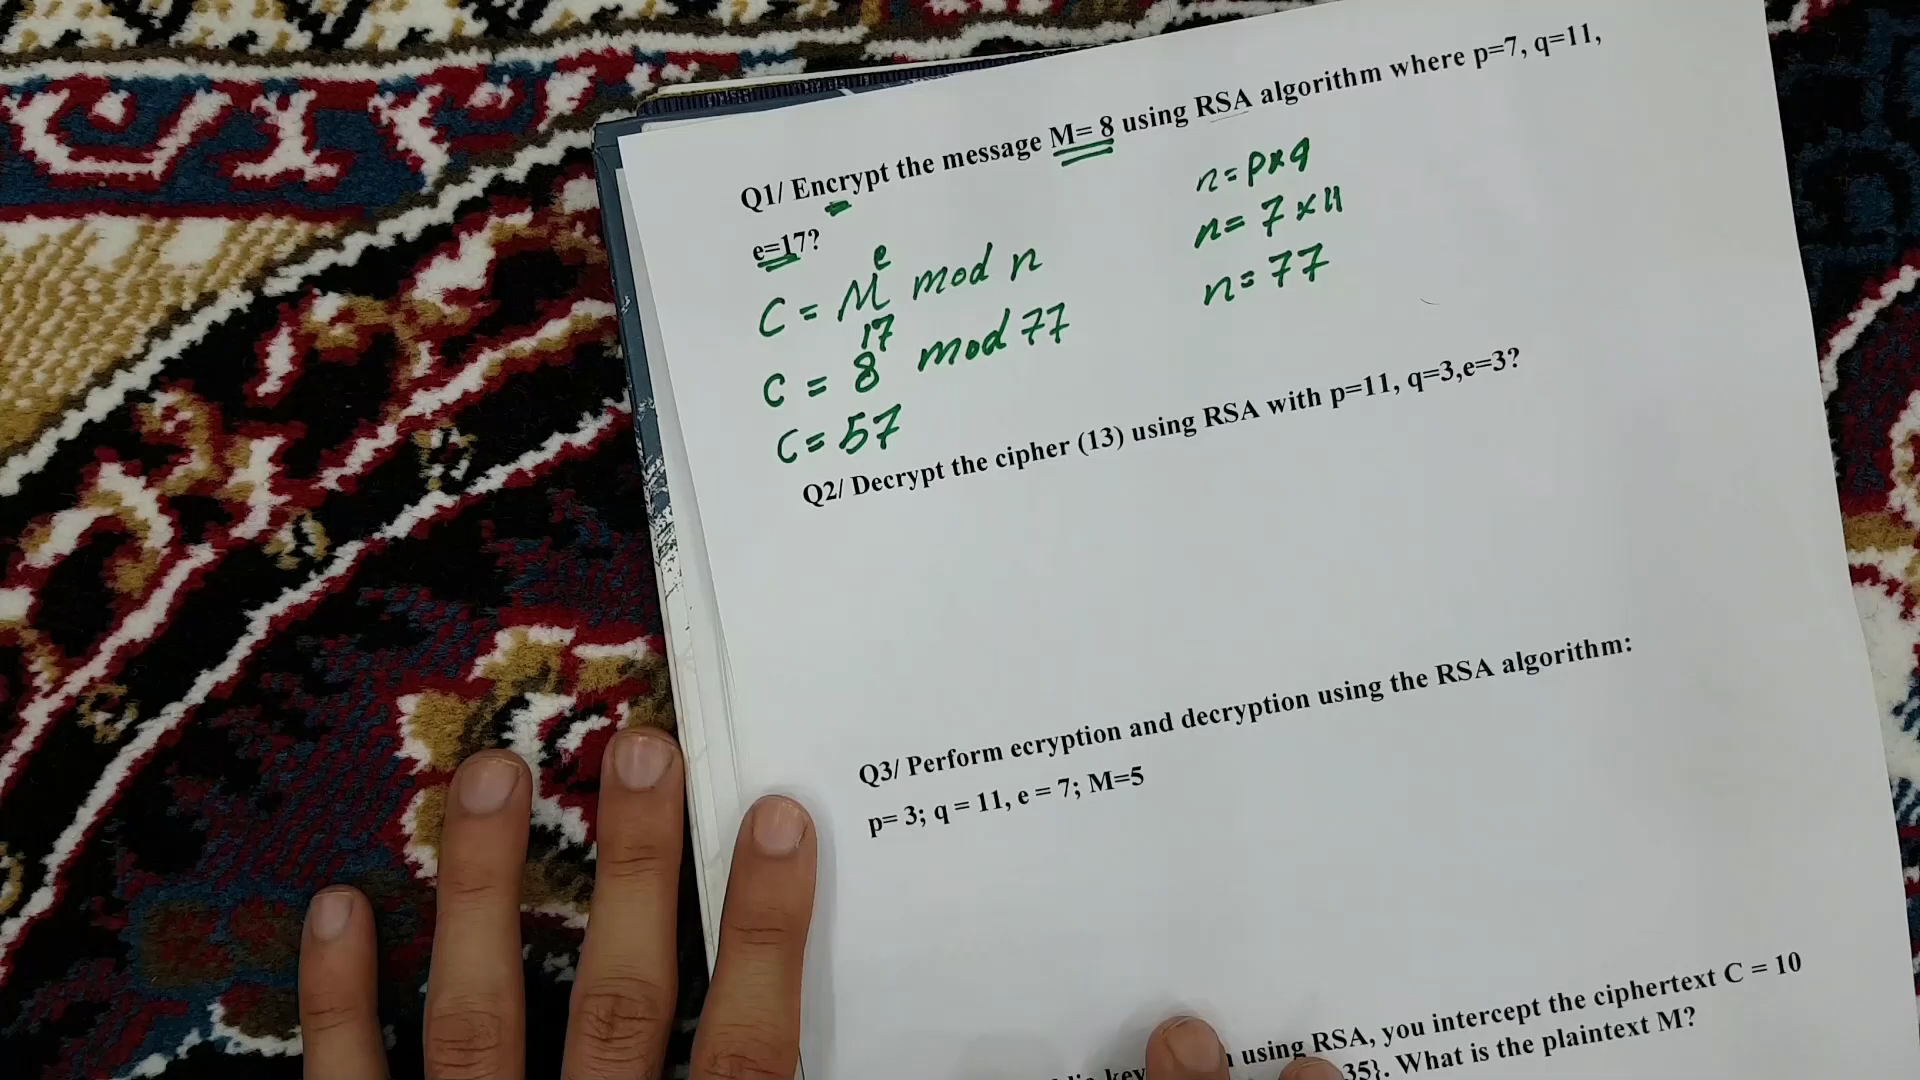 Q1/ Encrypt the message M= 8 using RSA algorithm where p=7, q=11,
e=17?
C = M^e mod n
C = 8^17 mod 77
C = 57
n = p×q
n = 7×11
n = 77
Q2/ Decrypt the cipher (13) using RSA with p=11, q=3,e=3?
Q3/ Perform ecryption and decryption using the RSA algorithm:
p= 3; q = 11, e = 7; M=5
using RSA, you intercept the ciphertext C = 10
key 35}. What is the plaintext M?